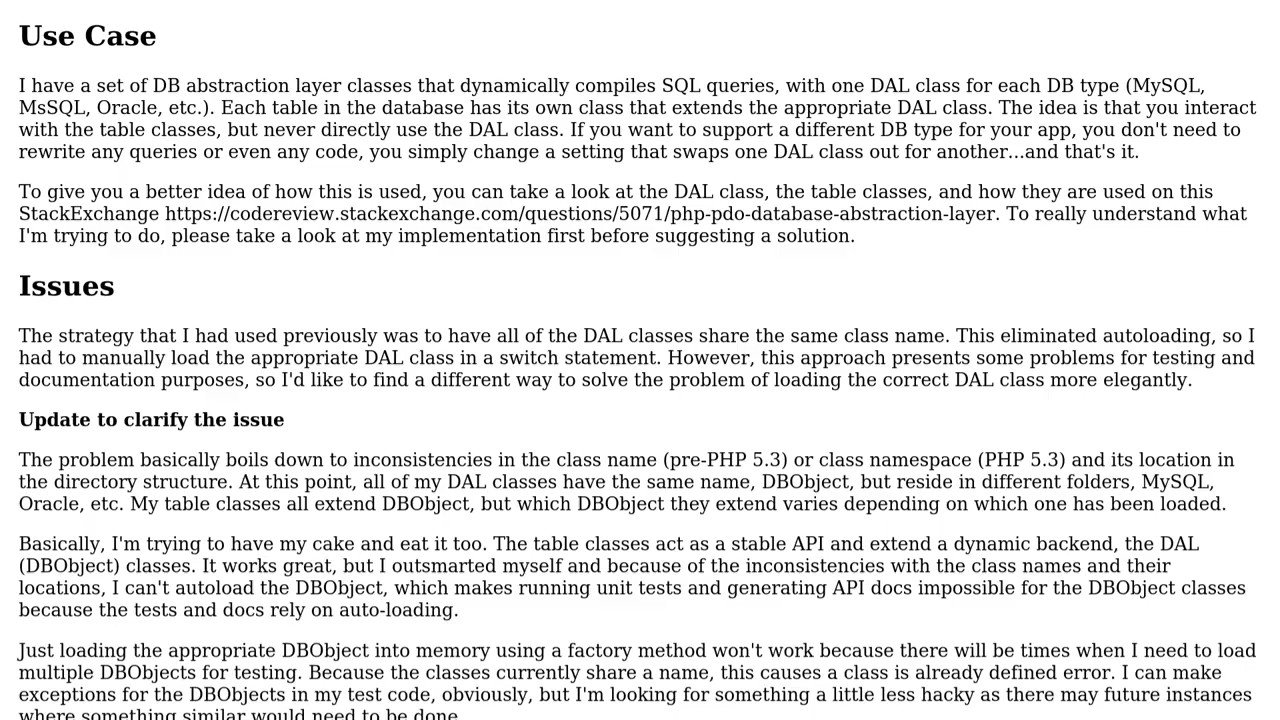 Use Case
I have a set of DB abstraction layer classes that dynamically compiles SQL queries, with one DAL class for each DB type (MySQL,
MsSQL, Oracle, etc.). Each table in the database has its own class that extends the appropriate DAL class. The idea is that you interact
with the table classes, but never directly use the DAL class. If you want to support a different DB type for your app, you don't need to
rewrite any queries or even any code, you simply change a setting that swaps one DAL class out for another...and that's it.
To give you a better idea of how this is used, you can take a look at the DAL class, the table classes, and how they are used on this
StackExchange https://codereview.stackexchange.com/questions/5071/php-pdo-database-abstraction-layer. To really understand what
I'm trying to do, please take a look at my implementation first before suggesting a solution.
Issues
The strategy that I had used previously was to have all of the DAL classes share the same class name. This eliminated autoloading, so I
had to manually load the appropriate DAL class in a switch statement. However, this approach presents some problems for testing and
documentation purposes, so I'd like to find a different way to solve the problem of loading the correct DAL class more elegantly.
Update to clarify the issue
The problem basically boils down to inconsistencies in the class name (pre-PHP 5.3) or class namespace (PHP 5.3) and its location in
the directory structure. At this point, all of my DAL classes have the same name, DBObject, but reside in different folders, MySQL,
Oracle, etc. My table classes all extend DBObject, but which DBObject they extend varies depending on which one has been loaded.
Basically, I'm trying to have my cake and eat it too. The table classes act as a stable API and extend a dynamic backend, the DAL
(DBObject) classes. It works great, but I outsmarted myself and because of the inconsistencies with the class names and their
locations, I can't autoload the DBObject, which makes running unit tests and generating API docs impossible for the DBObject classes
because the tests and docs rely on auto-loading.
Just loading the appropriate DBObject into memory using a factory method won't work because there will be times when I need to load
multiple DBObjects for testing. Because the classes currently share a name, this causes a class is already defined error. I can make
exceptions for the DBObjects in my test code, obviously, but I'm looking for something a little less hacky as there may future instances
where something similar would need to be done.